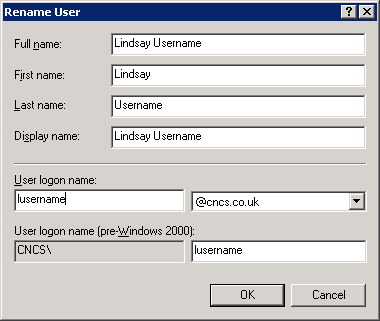 Rename User
Full name: Lindsay Username
First name: Lindsay
Last name: Username
Display name: Lindsay Username
User logon name:
lusername @cncs.co.uk
User logon name (pre-Windows 2000):
CNCS\ lusername
OK Cancel